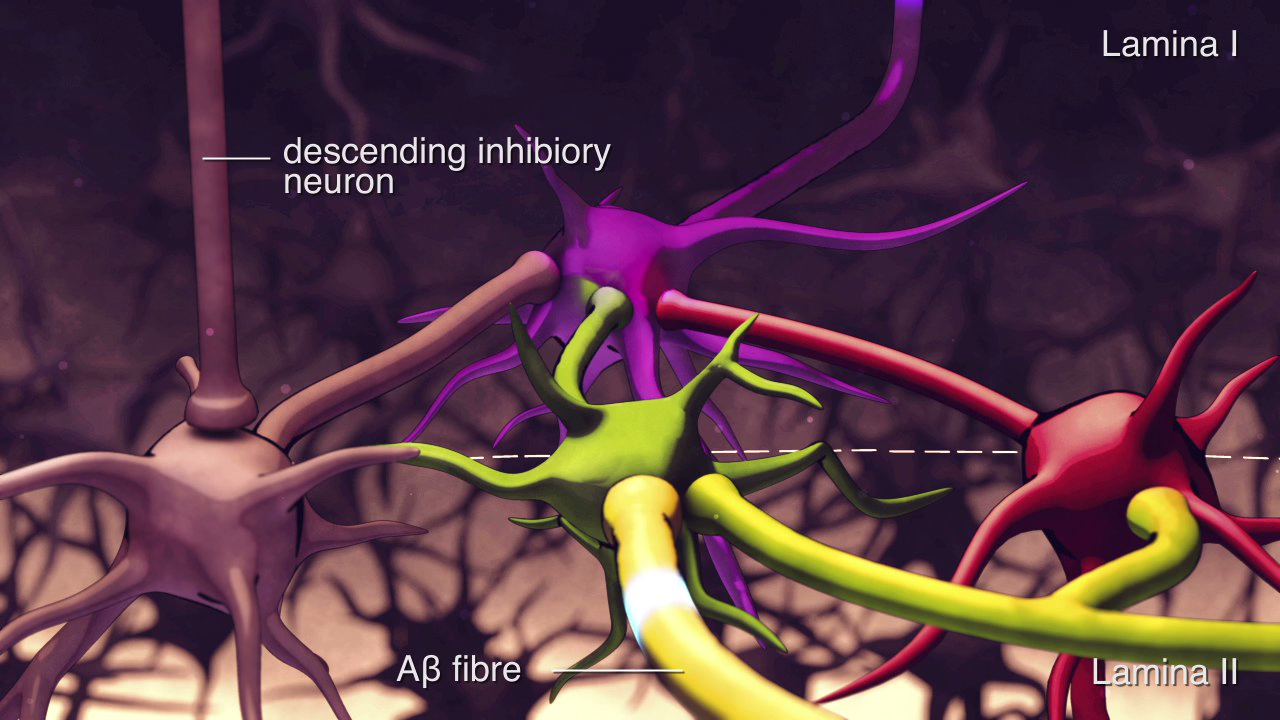 Lamina I
descending inhibiory
neuron
Aβ fibre
Lamina II